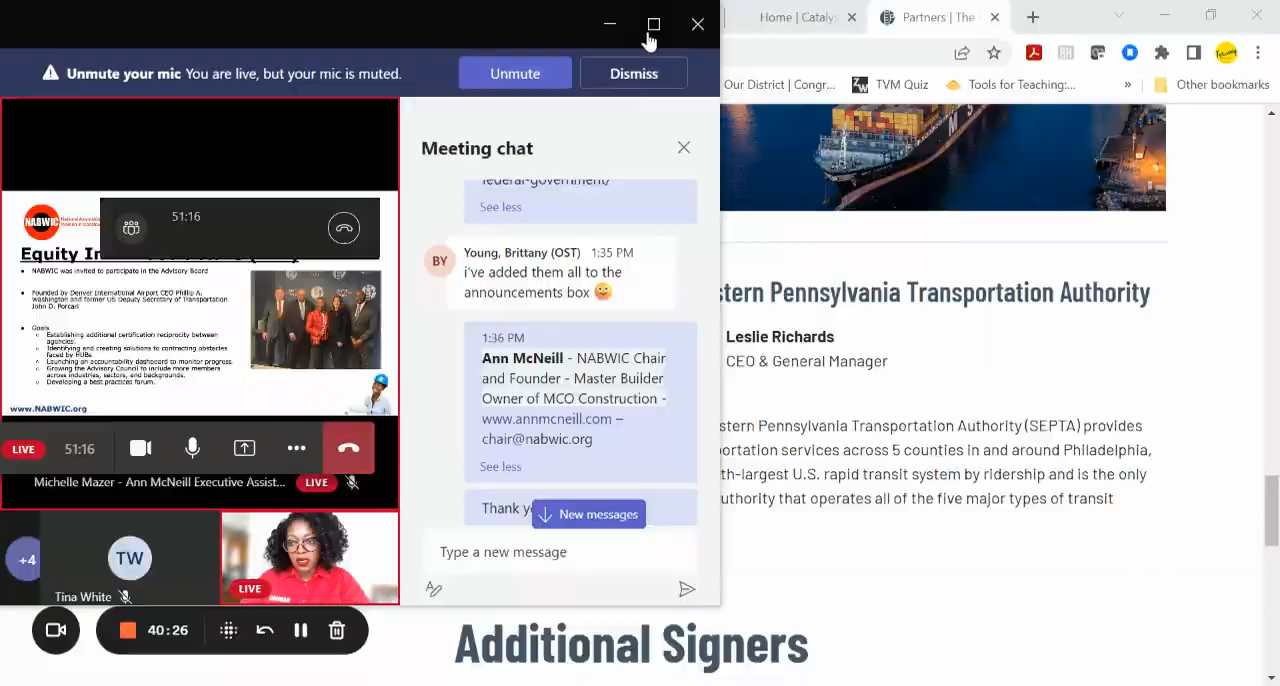 Home | Cataly
Partners | The
Unmute your mic You are live, but your mic is muted.
Unmute
Dismiss
Our District | Congr...
TVM Quiz
Tools for Teaching:...
»
Other bookmarks
Meeting chat
federal-government/
See less
NABWIC
51:16
BY
Young, Brittany (OST) 1:35 PM
i've added them all to the
announcements box
Equity In
NABWIC was invited to participate in the Advisory Board
Founded by Denver International Airport CEO Phillip A.
Washington and former US Deputy Secretary of Transportation
John D. Porcari
Goals
Establishing additional certification reciprocity between
agencies.
Identifying and creating solutions to contracting obstacles
faced by HUBs.
Launching an accountability dashboard to monitor progress.
Growing the Advisory Council to include more members
across industries, sectors, and backgrounds.
Developing a best practices forum.
www.NABWIC.org
1:36 PM
Ann McNeill - NABWIC Chair
and Founder - Master Builder
Owner of MCO Construction -
www.annmcneill.com –
chair@nabwic.org
See less
LIVE
51:16
Michelle Mazer - Ann McNeill Executive Assist...
LIVE
Thank y
New messages
Type a new message
+4
TW
Tina White
LIVE
40:26
stern Pennsylvania Transportation Authority
Leslie Richards
CEO & General Manager
stern Pennsylvania Transportation Authority (SEPTA) provides
portation services across 5 counties in and around Philadelphia,
th-largest U.S. rapid transit system by ridership and is the only
uthority that operates all of the five major types of transit
Additional Signers